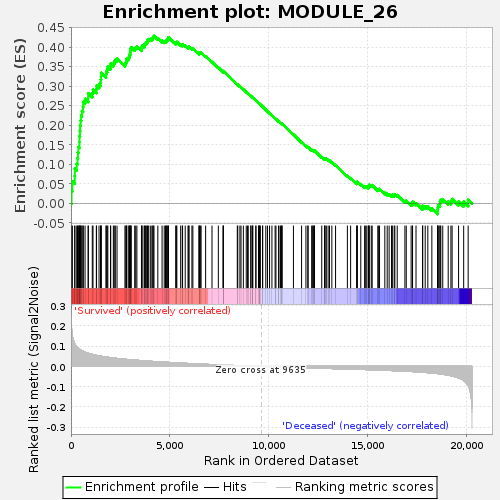 Enrichment plot: MODULE_26
Enrichment score (ES)
0.45
0.40
0.35
0.30
0.25
0.20
0.15
0.10
0.05
0.00
-0.05
Ranked list metric (Signal2Noise)
0.3
0.2
0.1
0.0
-0.1
-0.2
-0.3
'Survived' (positively correlated)
Zero cross at 9635
'Deceased' (negatively correlated)
0
5,000
10,000
15,000
20,000
Rank in Ordered Dataset
Enrichment profile
Hits
Ranking metric scores